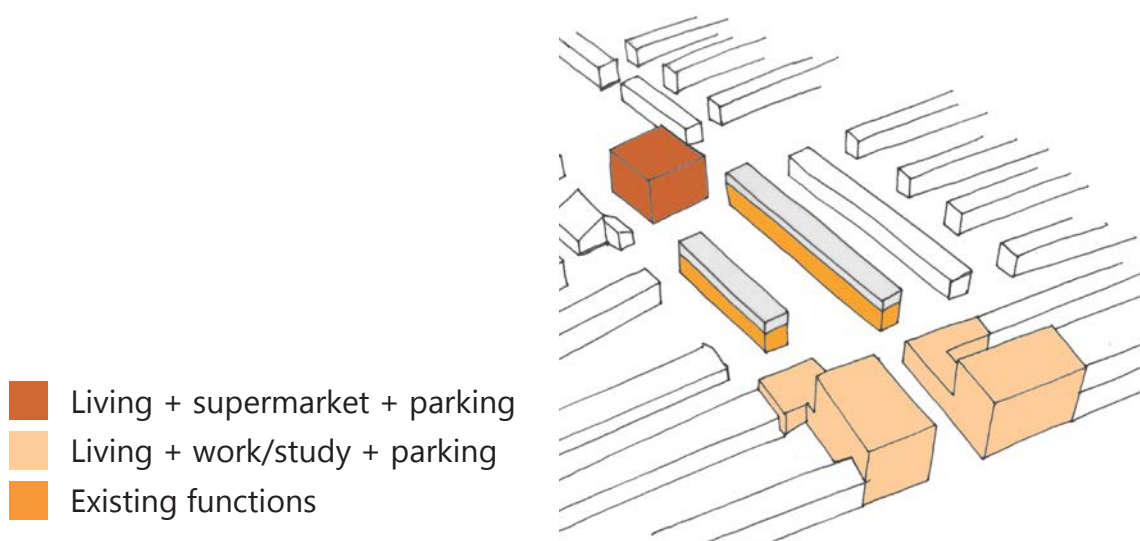 Living + supermarket + parking
Living + work/study + parking
Existing functions